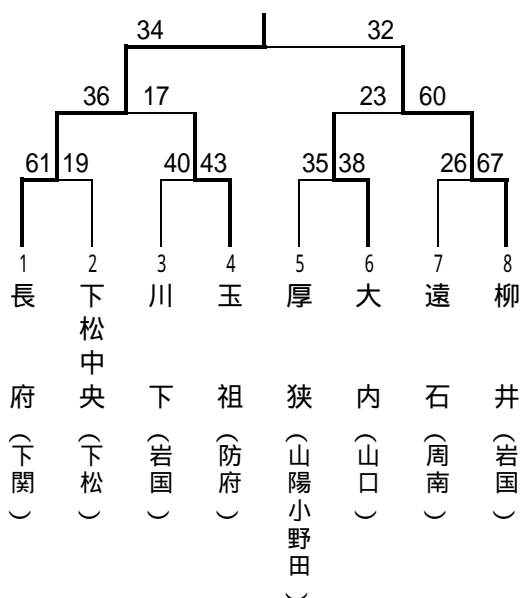 34 32
36 17 23 60
61 19 40 43 35 38 26 67
1 2 3 4 5 6 7 8
長府（下関）
下松中央（下松）
川下（岩国）
玉祖（防府）
厚狭（山陽小野田）
大内（山口）
遠石（周南）
柳井（岩国）